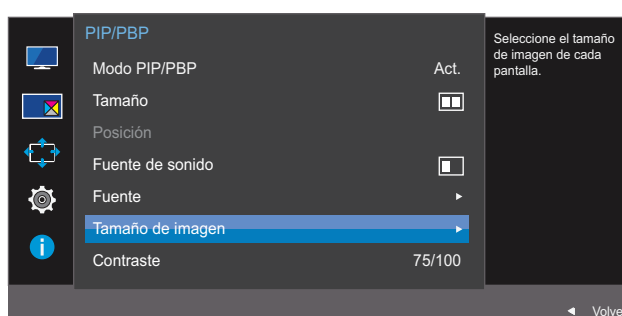 PIP/PBP
Modo PIP/PBP Act.
Tamaño
Posición
Fuente de sonido
Fuente
Tamaño de imagen
Contraste 75/100
Seleccione el tamaño
de imagen de cada
pantalla.
Volve